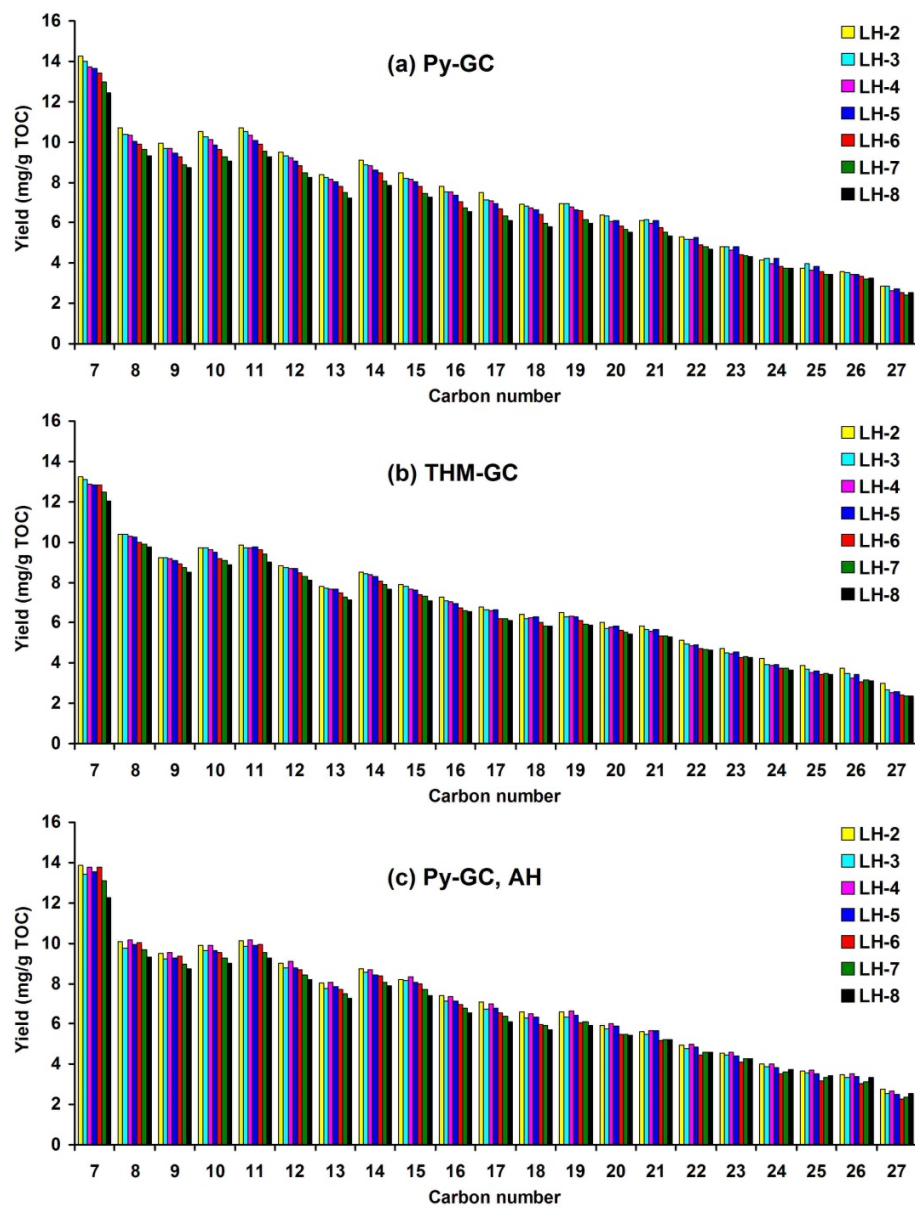 16
14
12
10
8
6
4
2
0
Yield (mg/g TOC)
(a) Py-GC
LH-2
LH-3
LH-4
LH-5
LH-6
LH-7
LH-8
7 8 9 10 11 12 13 14 15 16 17 18 19 20 21 22 23 24 25 26 27
Carbon number
16
14
12
10
8
6
4
2
0
Yield (mg/g TOC)
(b) THM-GC
LH-2
LH-3
LH-4
LH-5
LH-6
LH-7
LH-8
7 8 9 10 11 12 13 14 15 16 17 18 19 20 21 22 23 24 25 26 27
Carbon number
16
14
12
10
8
6
4
2
0
Yield (mg/g TOC)
(c) Py-GC, AH
LH-2
LH-3
LH-4
LH-5
LH-6
LH-7
LH-8
7 8 9 10 11 12 13 14 15 16 17 18 19 20 21 22 23 24 25 26 27
Carbon number